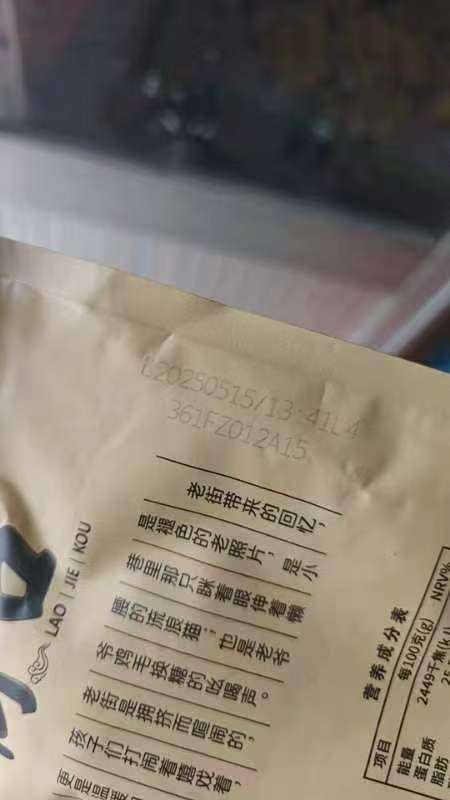 L20250515/13:41L4
361FZ012A15
老街带来的回忆，
是褪色的老照片；是小
巷里那只眯着眼伸着懒
腰的流浪猫；也是老爷
爷鸡毛换糖的吆喝声。
老街是拥挤而喧闹的，
孩子们打闹着嬉戏着，
更是温暖
LAO | JIE | KOU
口
营养成分表
项目 每100克(g) NRV%
能量 2449千焦(kJ)
蛋白质
脂肪